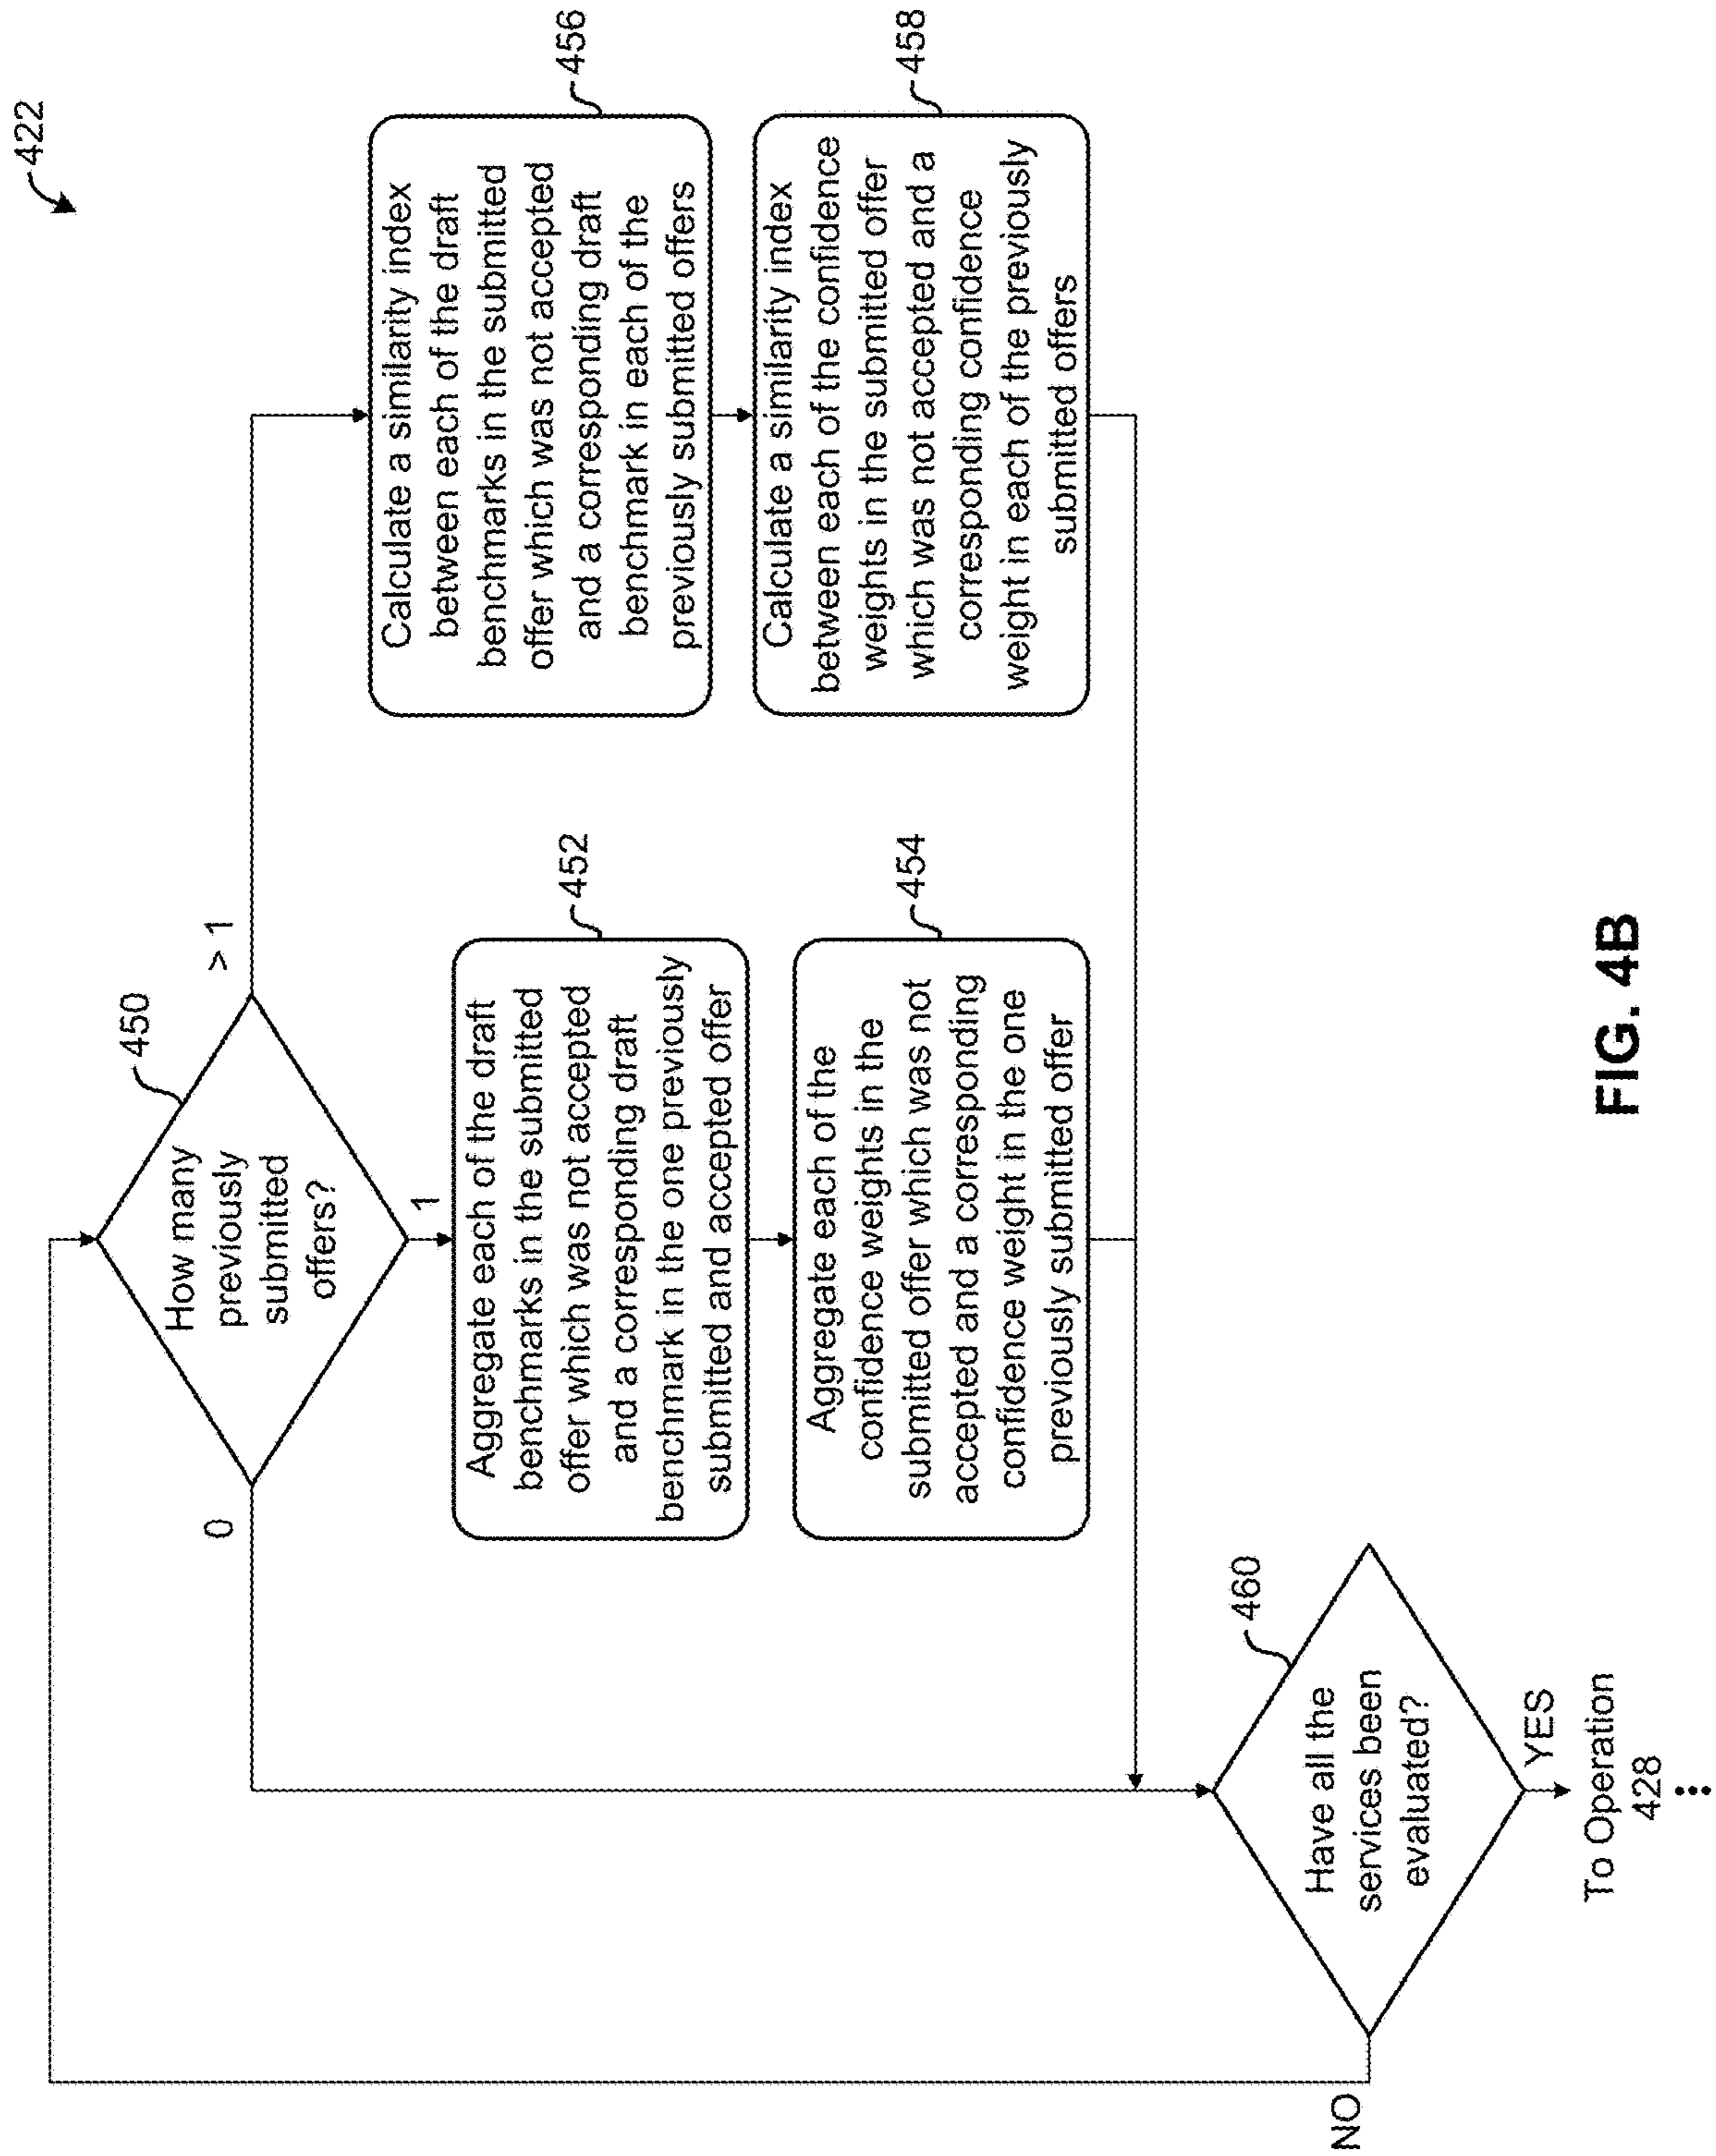 422
450
How many
previously
submitted
offers?
0
1
> 1
452
Aggregate each of the draft
benchmarks in the submitted
offer which was not accepted
and a corresponding draft
benchmark in the one previously
submitted and accepted offer
454
Aggregate each of the
confidence weights in the
submitted offer which was not
accepted and a corresponding
confidence weight in the one
previously submitted offer
456
Calculate a similarity index
between each of the draft
benchmarks in the submitted
offer which was not accepted
and a corresponding draft
benchmark in each of the
previously submitted offers
458
Calculate a similarity index
between each of the confidence
weights in the submitted offer
which was not accepted and a
corresponding confidence
weight in each of the previously
submitted offers
460
Have all the
services been
evaluated?
NO
YES
To Operation
428
FIG. 4B